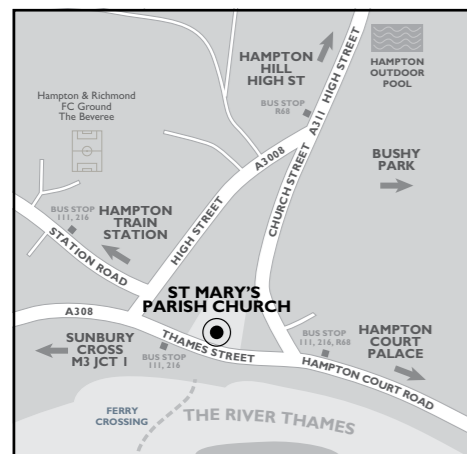 HAMPTON
HILL
HIGH ST
HAMPTON
OUTDOOR
POOL
BUS STOP
R68
A311 HIGH STREET
Hampton & Richmond
FC Ground
The Beveree
A3008
BUSHY
PARK
CHURCH STREET
HIGH STREET
BUS STOP
111, 216
HAMPTON
TRAIN
STATION
STATION ROAD
ST MARY'S
PARISH CHURCH
A308
SUNBURY
CROSS
M3 JCT 1
THAMES STREET
BUS STOP
111, 216
BUS STOP
111, 216, R68
HAMPTON
COURT
PALACE
HAMPTON COURT ROAD
FERRY
CROSSING
THE RIVER THAMES